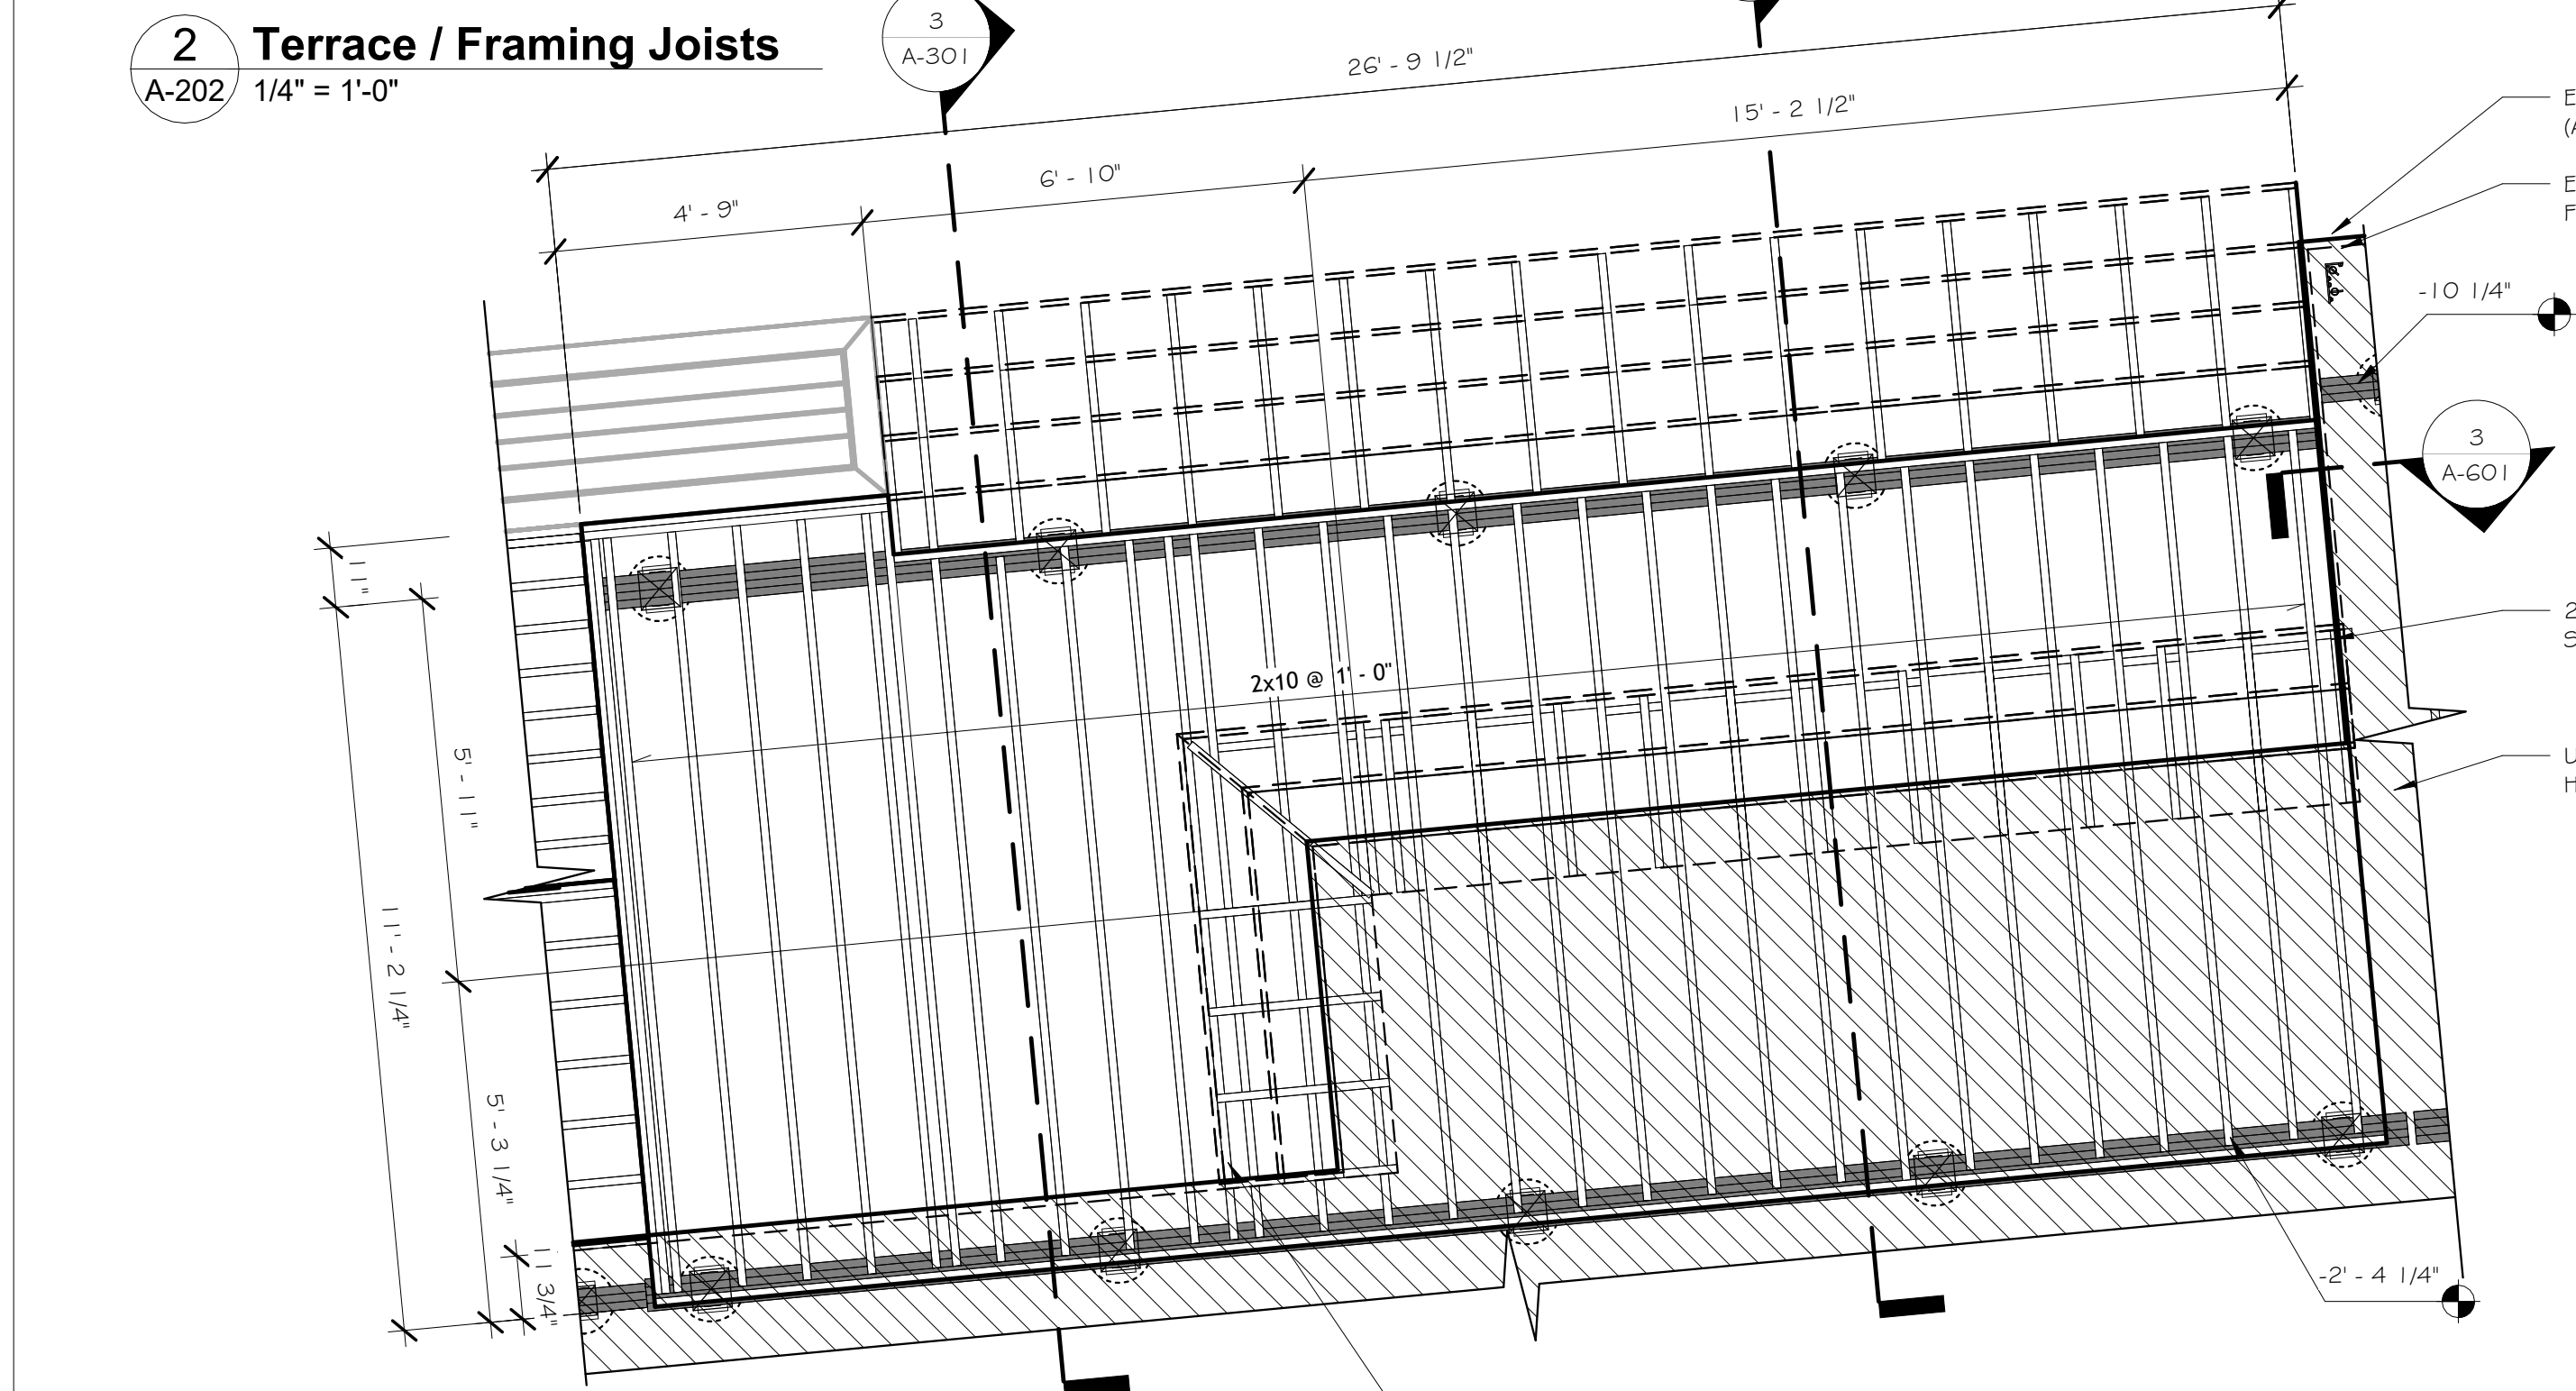 2
A-202
Terrace / Framing Joists
1/4" = 1'-0"
3
A-301
26' - 9 1/2"
15' - 2 1/2"
6' - 10"
4' - 9"
E
(A
E
F
-10 1/4"
3
A-601
11"
2
S
2x10 @ 1' - 0"
5' - 11"
U
H
11' - 2 1/4"
5' - 3 1/4"
11 3/4"
-2' - 4 1/4"